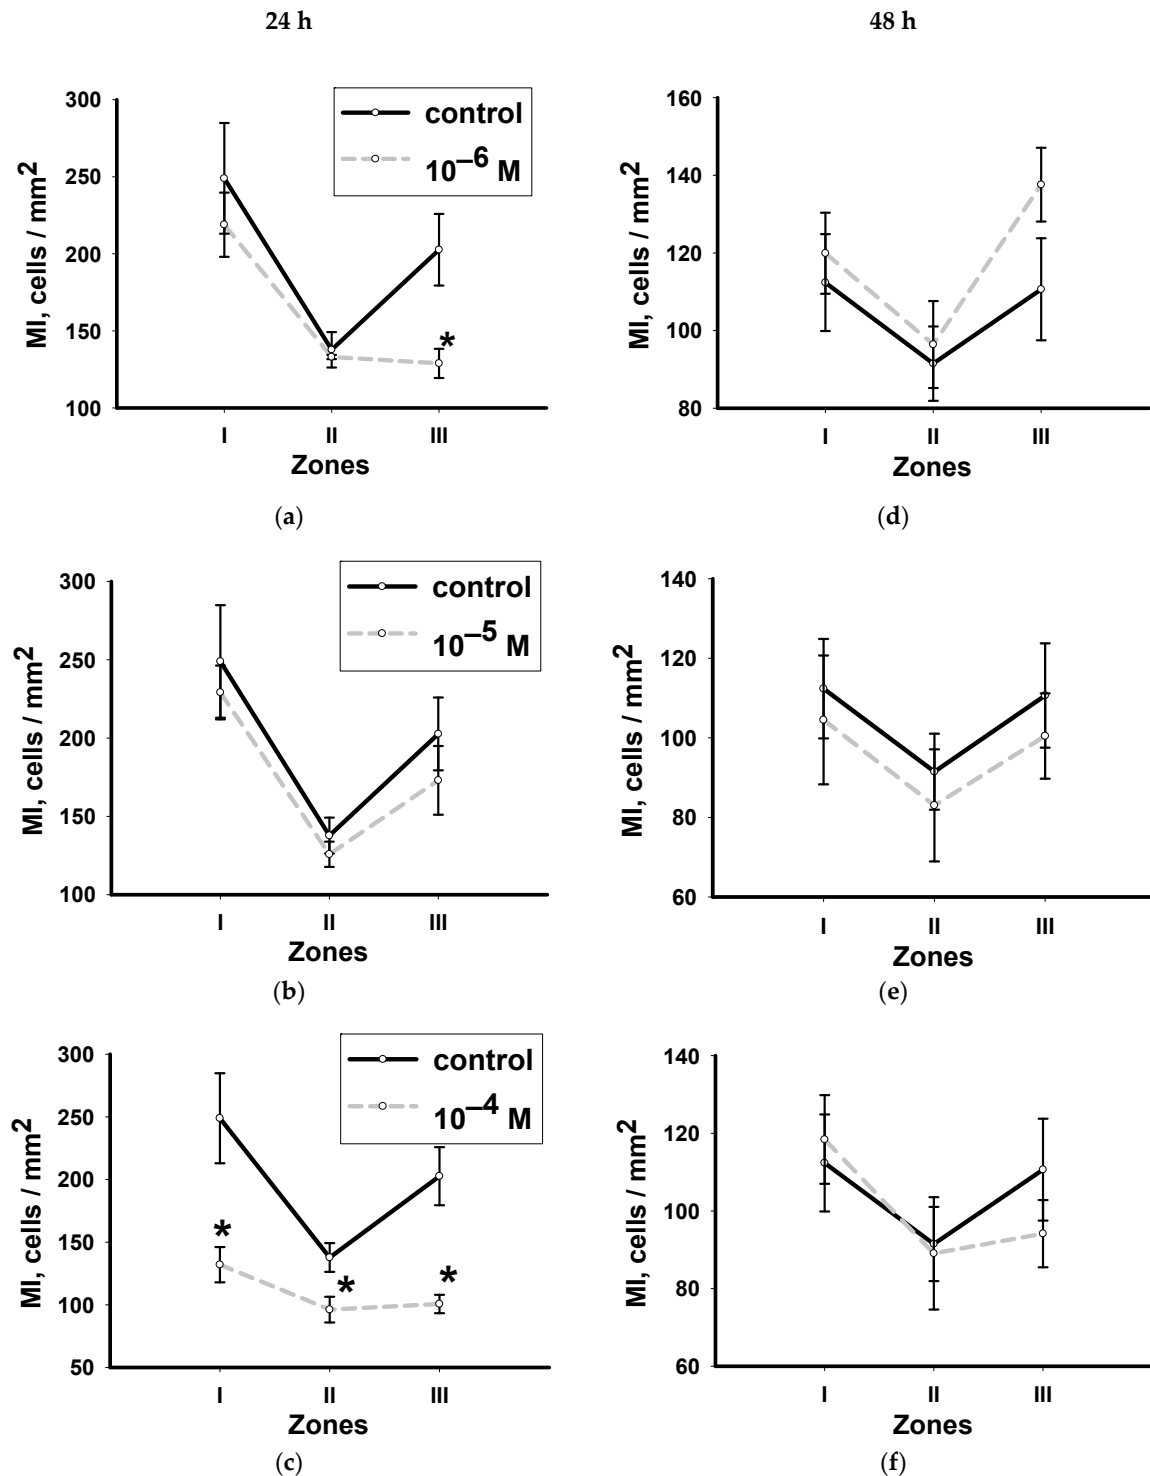 24 h
48 h
300
250
200
150
100
MI, cells / mm²
control
10⁻⁶ M
I
II
III
Zones
(a)
160
140
120
100
80
MI, cells / mm²
I
II
III
Zones
(d)
*
300
250
200
150
100
MI, cells / mm²
control
10⁻⁵ M
I
II
III
Zones
(b)
140
120
100
80
60
MI, cells / mm²
I
II
III
Zones
(e)
300
250
200
150
100
50
MI, cells / mm²
control
10⁻⁴ M
*
*
*
I
II
III
Zones
(c)
140
120
100
80
60
MI, cells / mm²
I
II
III
Zones
(f)